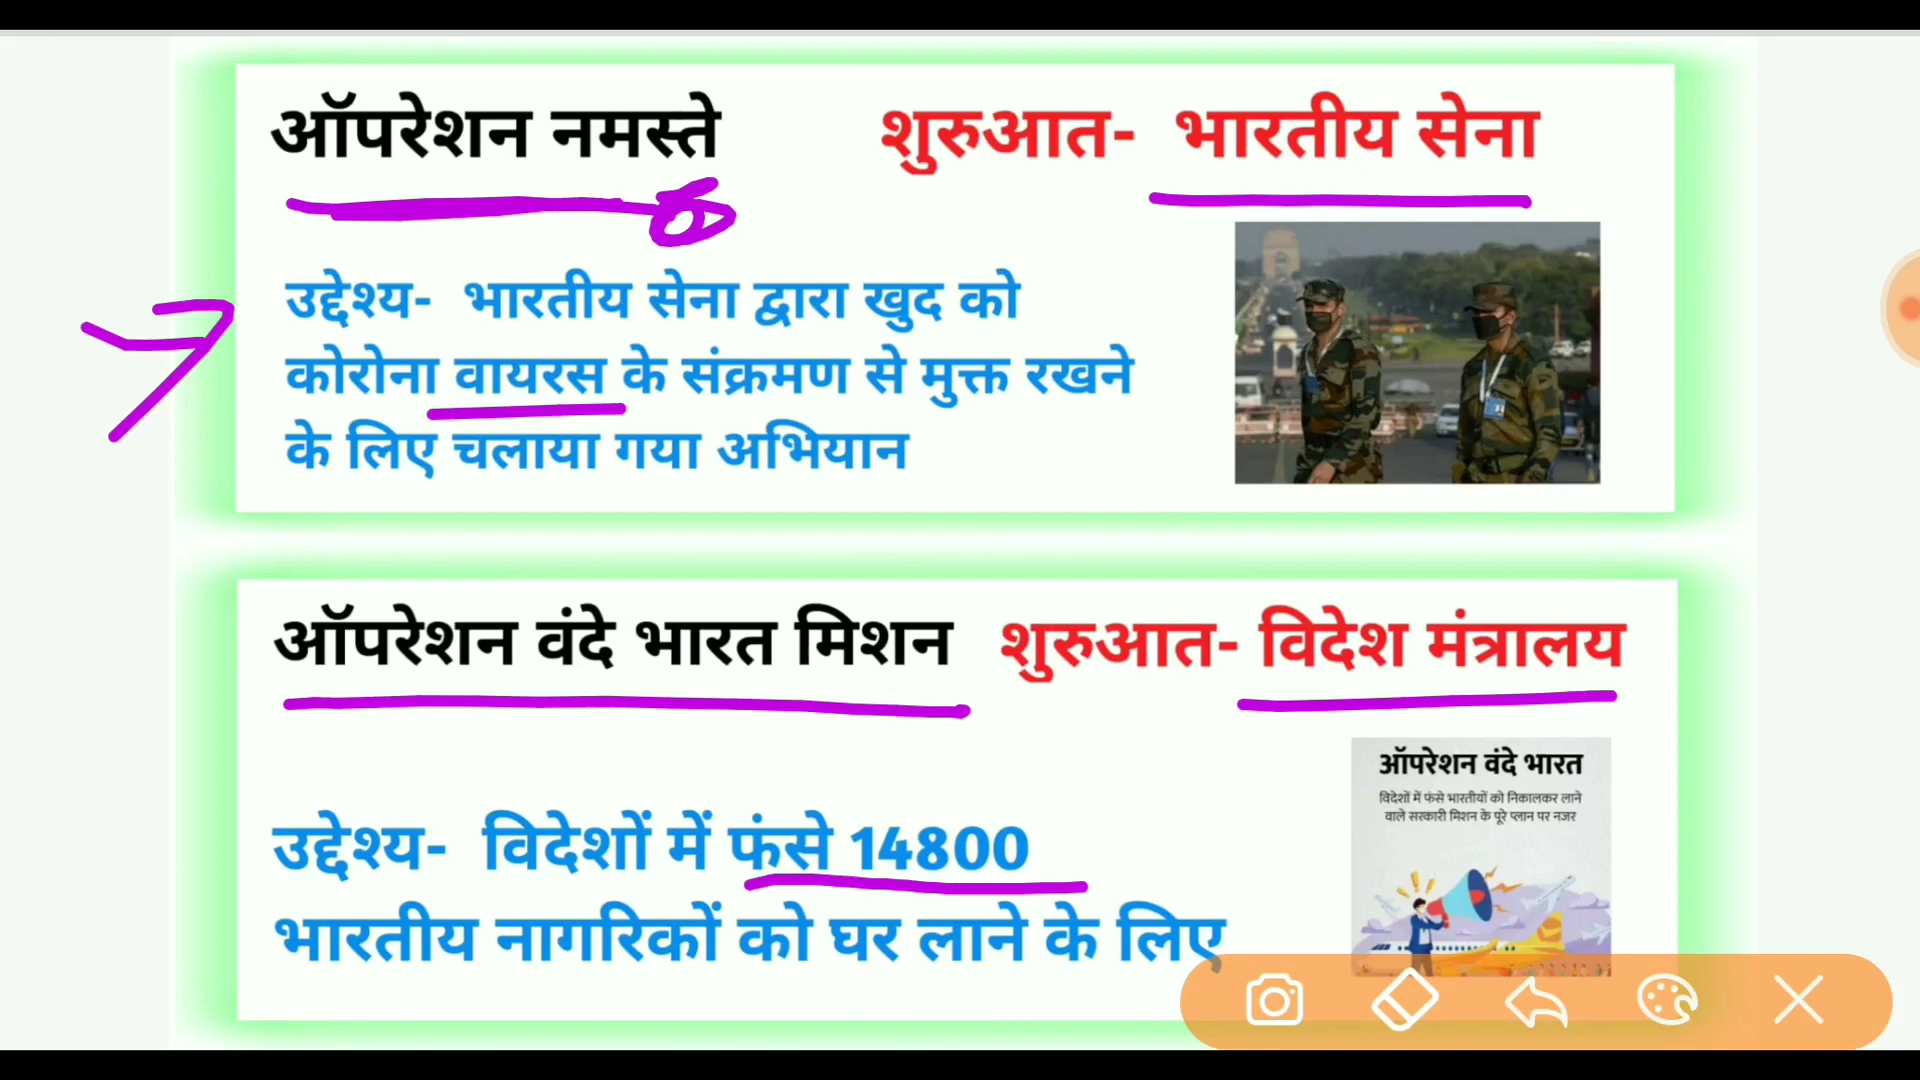 ऑपरेशन नमस्ते शुरुआत- भारतीय सेना
उद्देश्य- भारतीय सेना द्वारा खुद को
कोरोना वायरस के संक्रमण से मुक्त रखने
के लिए चलाया गया अभियान
ऑपरेशन वंदे भारत मिशन शुरुआत- विदेश मंत्रालय
उद्देश्य- विदेशों में फंसे 14800
भारतीय नागरिकों को घर लाने के लिए
ऑपरेशन वंदे भारत
विदेशों में फंसे भारतीयों को निकालकर लाने
वाले सरकारी मिशन के पूरे प्लान पर नजर